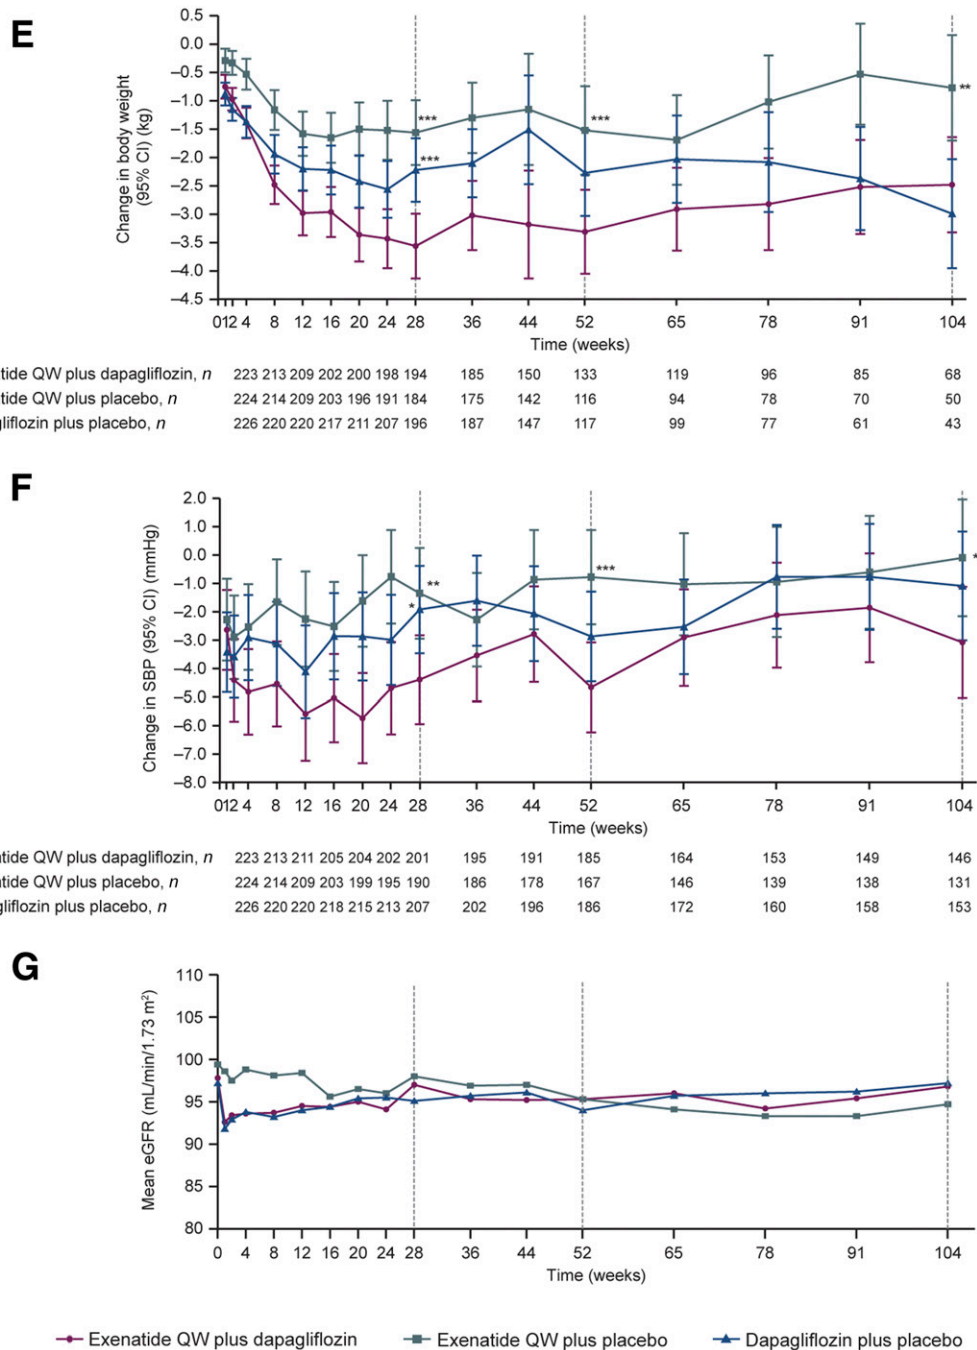 E
Change in body weight
(95% CI) (kg)
0.5
0.0
–0.5
–1.0
–1.5
–2.0
–2.5
–3.0
–3.5
–4.0
–4.5
***
***
***
**
0 1 2 4 8 12 16 20 24 28 36 44 52 65 78 91 104
Time (weeks)
tide QW plus dapagliflozin, n 223 213 209 202 200 198 194 185 150 133 119 96 85 68
tide QW plus placebo, n 224 214 209 203 196 191 184 175 142 116 94 78 70 50
gliflozin plus placebo, n 226 220 220 217 211 207 196 187 147 117 99 77 61 43
F
Change in SBP (95% CI) (mmHg)
2.0
1.0
0.0
–1.0
–2.0
–3.0
–4.0
–5.0
–6.0
–7.0
–8.0
**
*
***
*
0 1 2 4 8 12 16 20 24 28 36 44 52 65 78 91 104
Time (weeks)
tide QW plus dapagliflozin, n 223 213 211 205 204 202 201 195 191 185 164 153 149 146
tide QW plus placebo, n 224 214 209 203 199 195 190 186 178 167 146 139 138 131
gliflozin plus placebo, n 226 220 220 218 215 213 207 202 196 186 172 160 158 153
G
Mean eGFR (mL/min/1.73 m²)
110
105
100
95
90
85
80
0 4 8 12 16 20 24 28 36 44 52 65 78 91 104
Time (weeks)
Exenatide QW plus dapagliflozin Exenatide QW plus placebo Dapagliflozin plus placebo